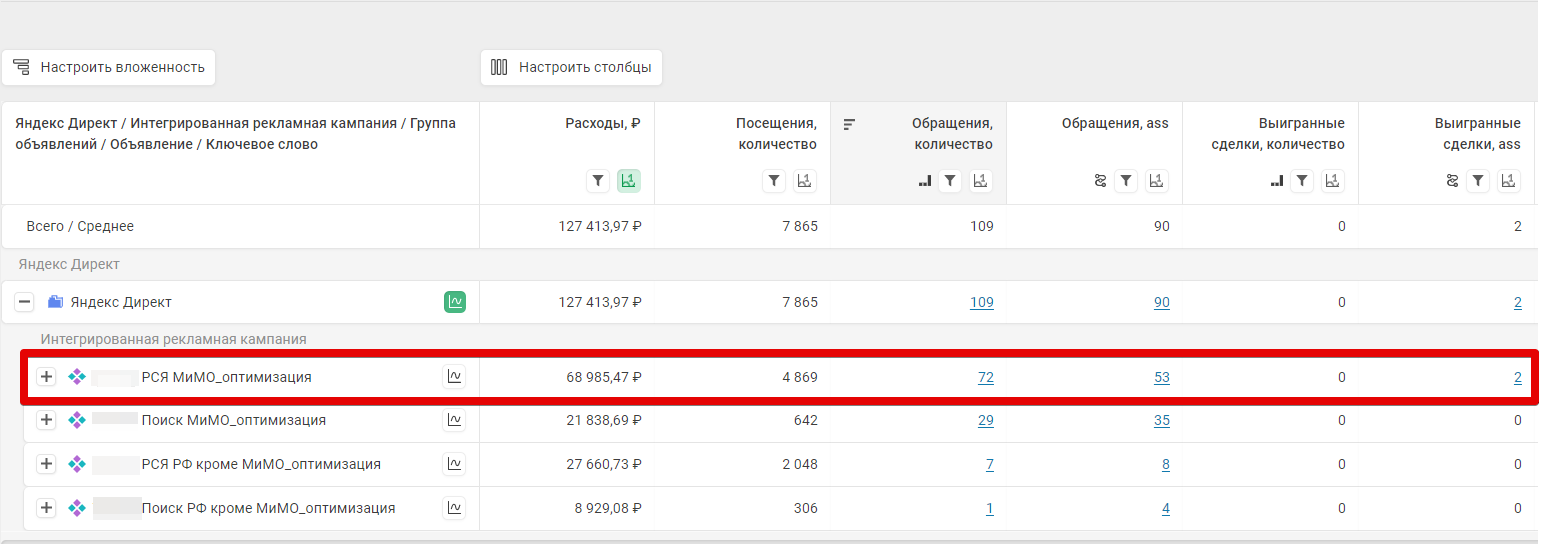 Настроить вложенность
Настроить столбцы
Яндекс Директ / Интегрированная рекламная кампания / Группа
объявлений / Объявление / Ключевое слово
Расходы, ₽
Посещения,
количество
Обращения,
количество
Обращения, ass
Выигранные
сделки, количество
Выигранные
сделки, ass
Всего / Среднее 127 413,97 ₽ 7 865 109 90 0 2
Яндекс Директ
Яндекс Директ 127 413,97 ₽ 7 865 109 90 0 2
Интегрированная рекламная кампания
РСЯ МиМО_оптимизация 68 985,47 ₽ 4 869 72 53 0 2
Поиск МиМО_оптимизация 21 838,69 ₽ 642 29 35 0 0
РСЯ РФ кроме МиМО_оптимизация 27 660,73 ₽ 2 048 7 8 0 0
Поиск РФ кроме МиМО_оптимизация 8 929,08 ₽ 306 1 4 0 0